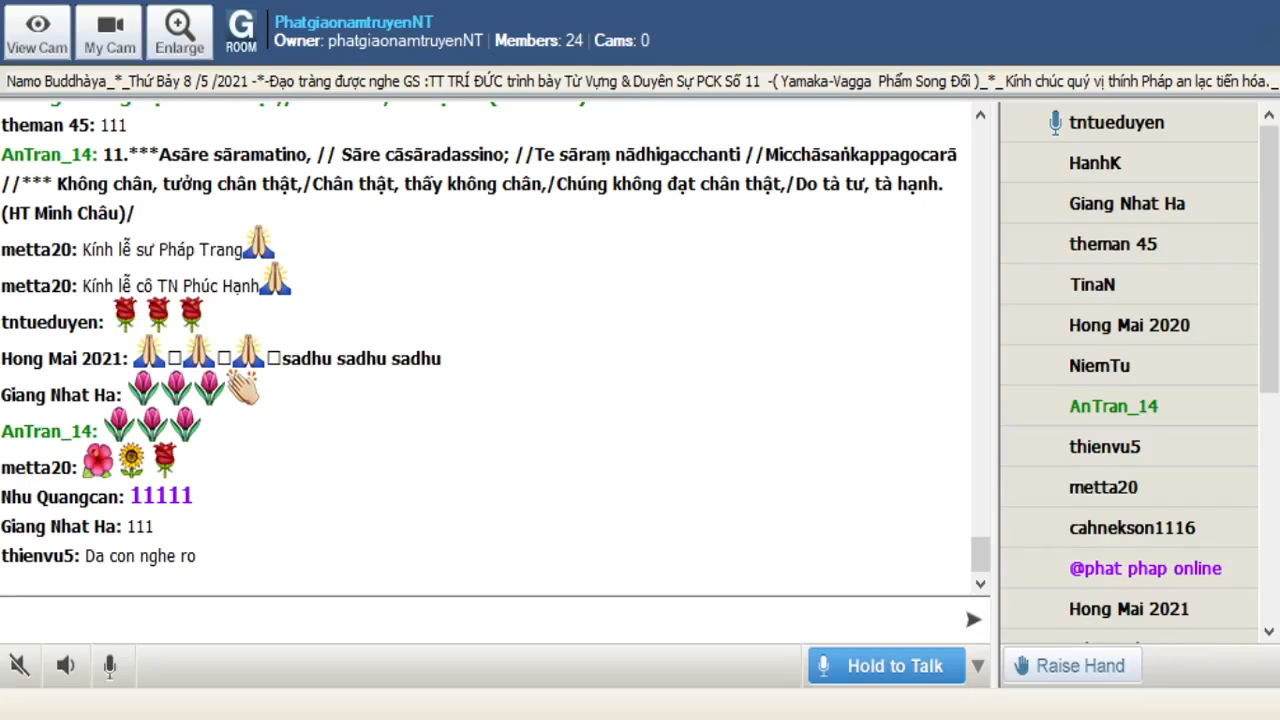 PhatgiaonamtruyenNT
Owner: phatgiaonamtruyenNT | Members: 24 | Cams: 0
View Cam
My Cam
Enlarge
G
ROOM
Namo Buddhàya_*_Thứ Bảy 8 /5 /2021 -*-Đạo tràng được nghe GS :TT TRÍ ĐỨC trình bày Từ Vựng & Duyên Sự PCK Số 11 -( Yamaka-Vagga Phẩm Song Đối )_*_ Kính chúc quý vị thính Pháp an lạc tiến hóa._
theman 45: 111
AnTran_14: 11.***Asāre sāramatino, // Sāre cāsāradassino; //Te sāraṃ nādhigacchanti //Micchāsaṅkappagocarā
//*** Không chân, tưởng chân thật,/Chân thật, thấy không chân,/Chúng không đạt chân thật,/Do tà tư, tà hạnh.
(HT Minh Châu)/
metta20: Kính lễ sư Pháp Trang🙏
metta20: Kính lễ cô TN Phúc Hạnh🙏
tntueduyen: 🌹🌹🌹
Hong Mai 2021: 🙏□🙏□🙏□sadhu sadhu sadhu
Giang Nhat Ha: 🌷🌷🌷👏
AnTran_14: 🌷🌷🌷
metta20: 🌺🌻🌹
Nhu Quangcan: 11111
Giang Nhat Ha: 111
thienvu5: Da con nghe ro
tntueduyen
HanhK
Giang Nhat Ha
theman 45
TinaN
Hong Mai 2020
NiemTu
AnTran_14
thienvu5
metta20
cahnekson1116
@phat phap online
Hong Mai 2021
Hold to Talk
Raise Hand